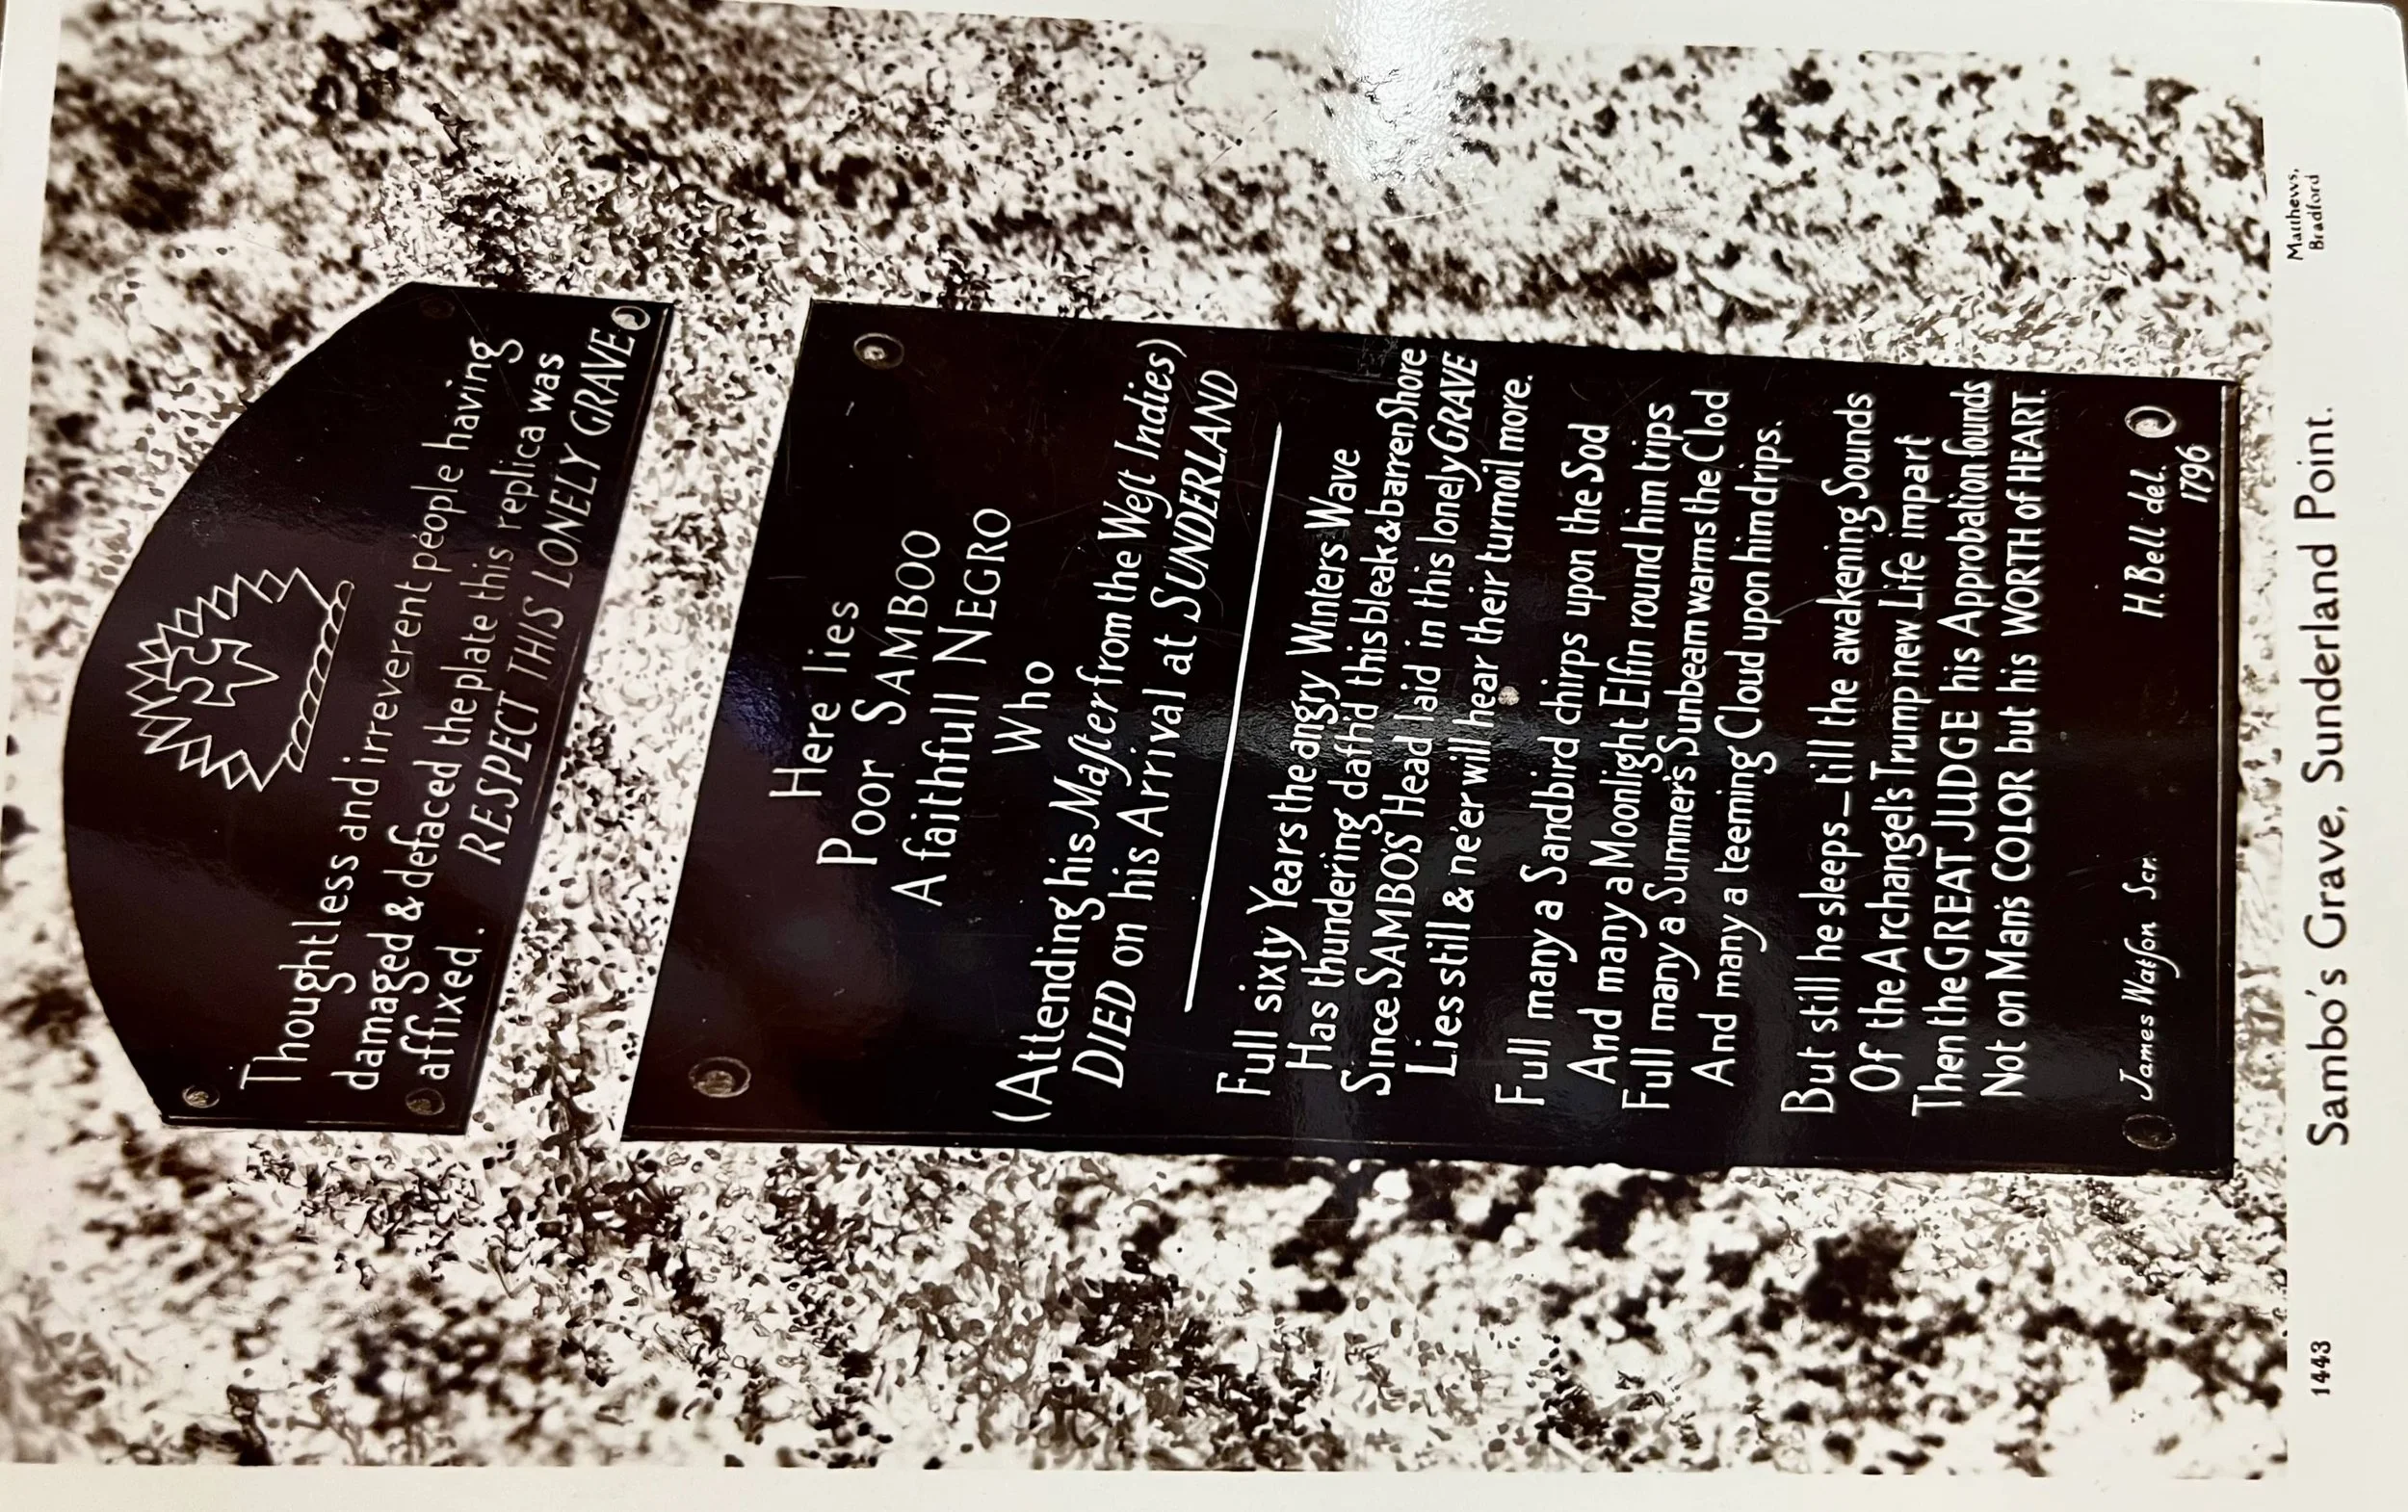 Thoughtless and irreverent people having
damaged & defaced the plate this replica was
affixed. RESPECT THIS LONELY GRAVE
Here lies
POOR SAMBOO
A faithfull NEGRO
Who
(Attending his Maſter from the Weſt Indies)
DIED on his Arrival at SUNDERLAND
Full sixty Years the angry Winters Wave
Has thundering daſhd this bleak & barren Shore
Since SAMBO'S Head laid in this lonely GRAVE
Lies still & ne'er will hear their turmoil more.
Full many a Sandbird chirps upon the Sod
And many a Moonlight Elfin round him trips
Full many a Summer's Sunbeam warms the Clod
And many a teeming Cloud upon him drips.
But still he sleeps _ till the awakening Sounds
Of the Archangel's Trump new Life impart
Then the GREAT JUDGE his Approbation founds
Not on Man's COLOR but his WORTH of HEART.
James Watſon Scr. H. Bell del. 1796
1443 Sambo's Grave, Sunderland Point. Matthews,
Bradford